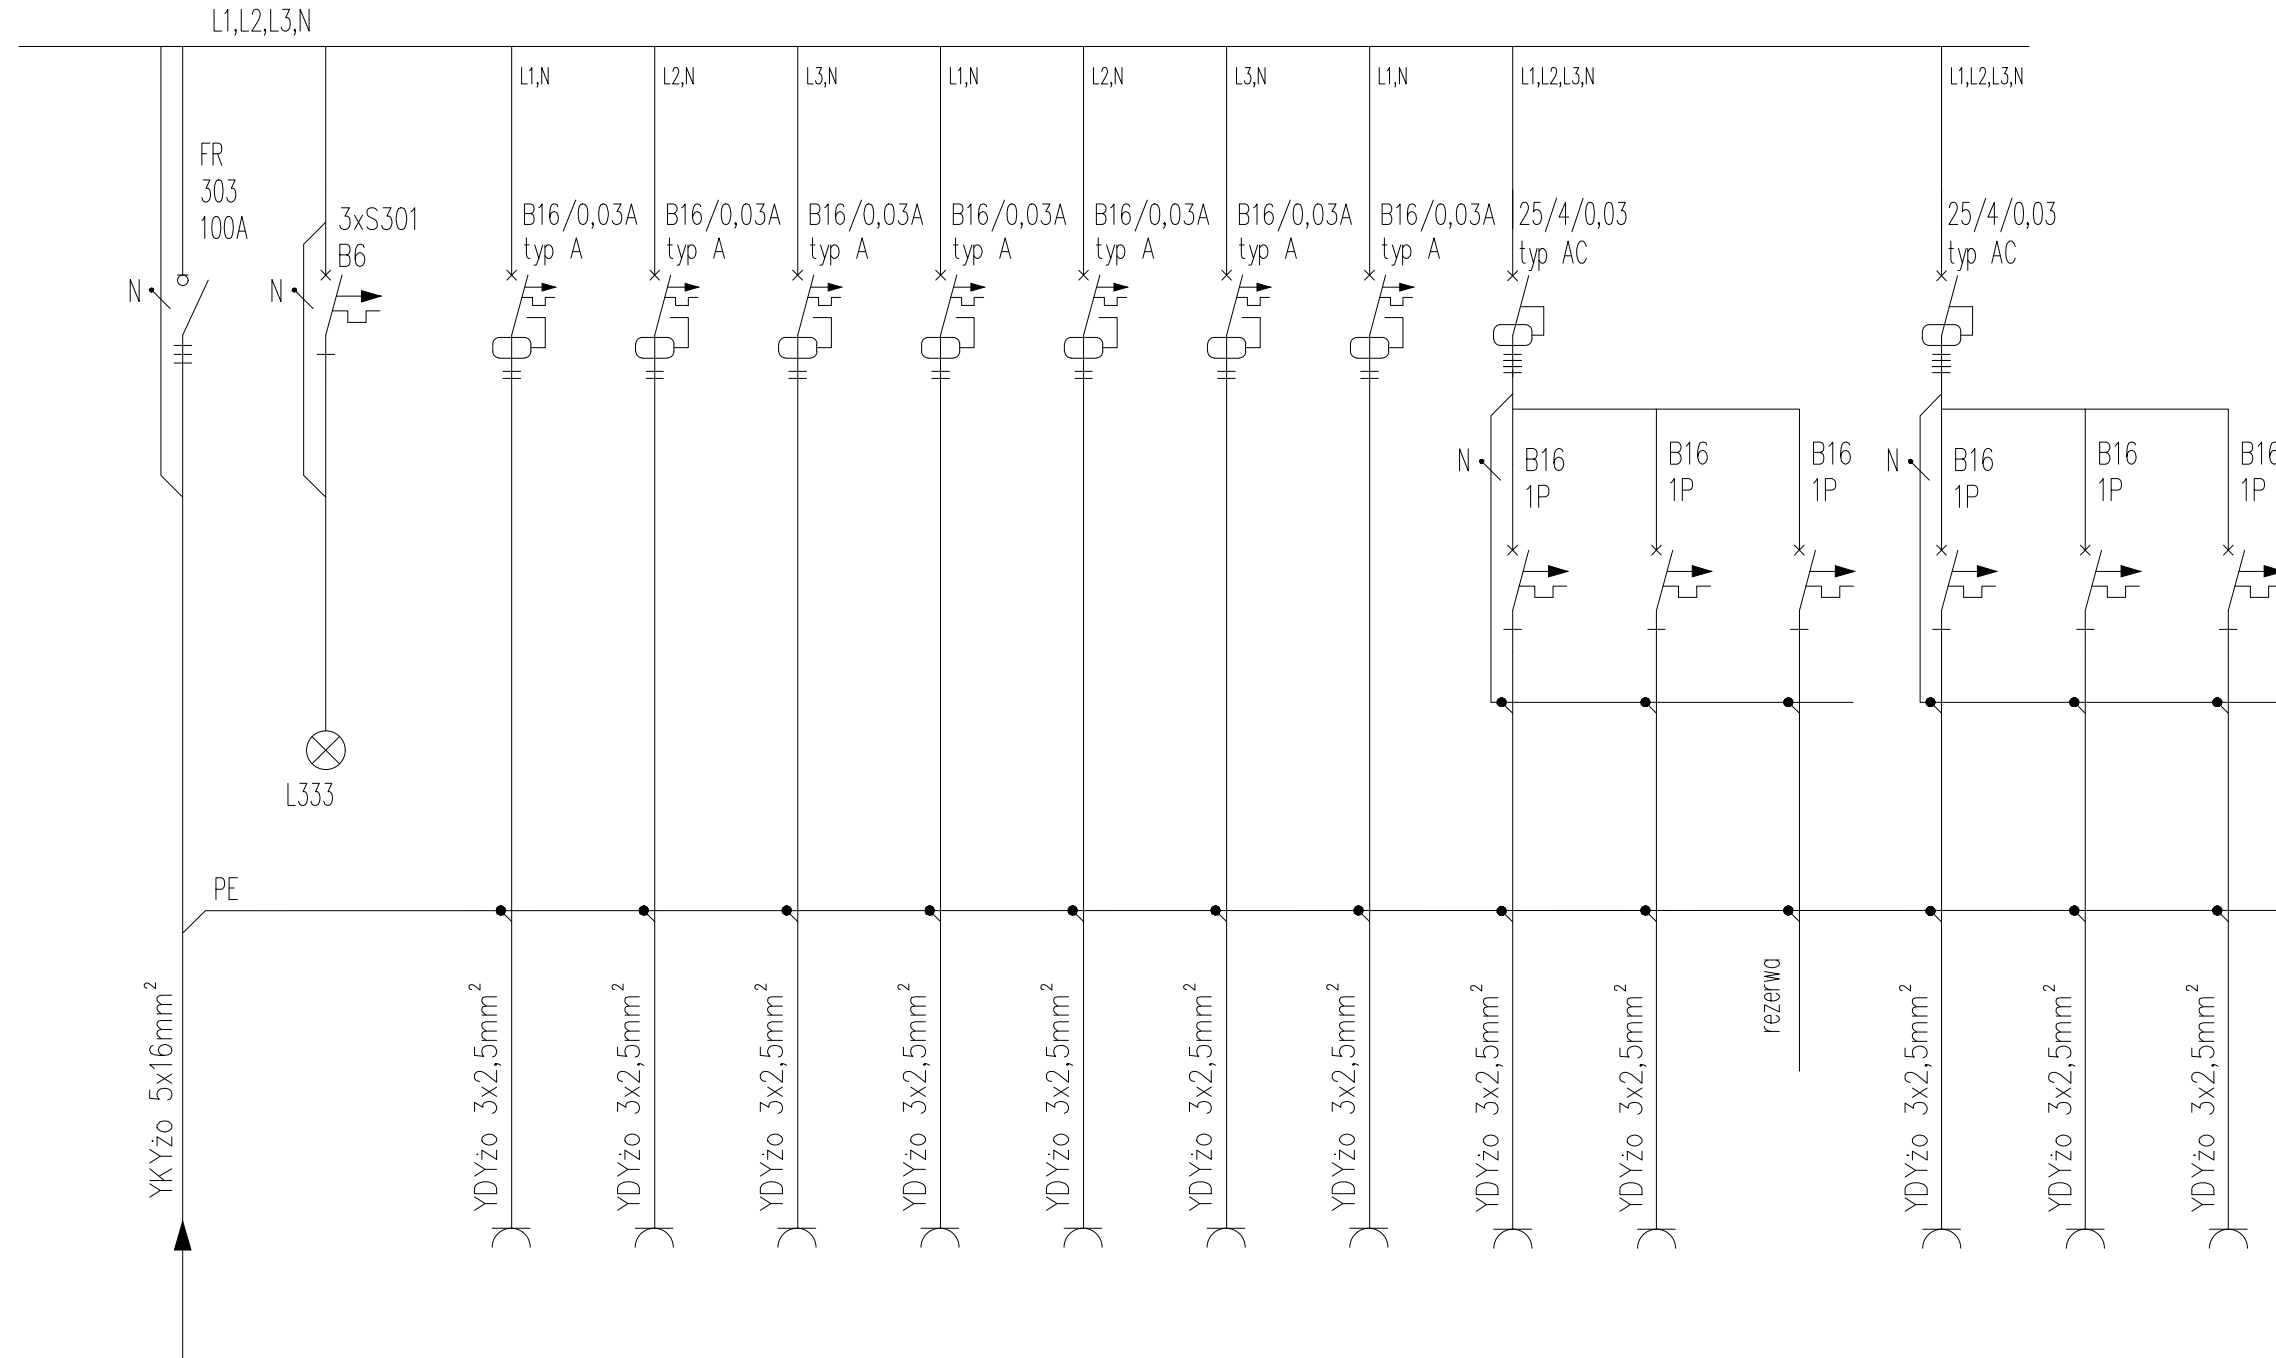 L1,L2,L3,N
L1,N
L2,N
L3,N
L1,N
L2,N
L3,N
L1,N
L1,L2,L3,N
L1,L2,L3,N
FR
303
100A
N
3xS301
B6
N
B16/0,03A
typ A
B16/0,03A
typ A
B16/0,03A
typ A
B16/0,03A
typ A
B16/0,03A
typ A
B16/0,03A
typ A
B16/0,03A
typ A
25/4/0,03
typ AC
25/4/0,03
typ AC
N
B16
1P
B16
1P
B16
1P
N
B16
1P
B16
1P
B16
1P
L333
PE
YKYżo 5x16mm²
YDYżo 3x2,5mm²
YDYżo 3x2,5mm²
YDYżo 3x2,5mm²
YDYżo 3x2,5mm²
YDYżo 3x2,5mm²
YDYżo 3x2,5mm²
YDYżo 3x2,5mm²
YDYżo 3x2,5mm²
YDYżo 3x2,5mm²
rezerwa
YDYżo 3x2,5mm²
YDYżo 3x2,5mm²
YDYżo 3x2,5mm²